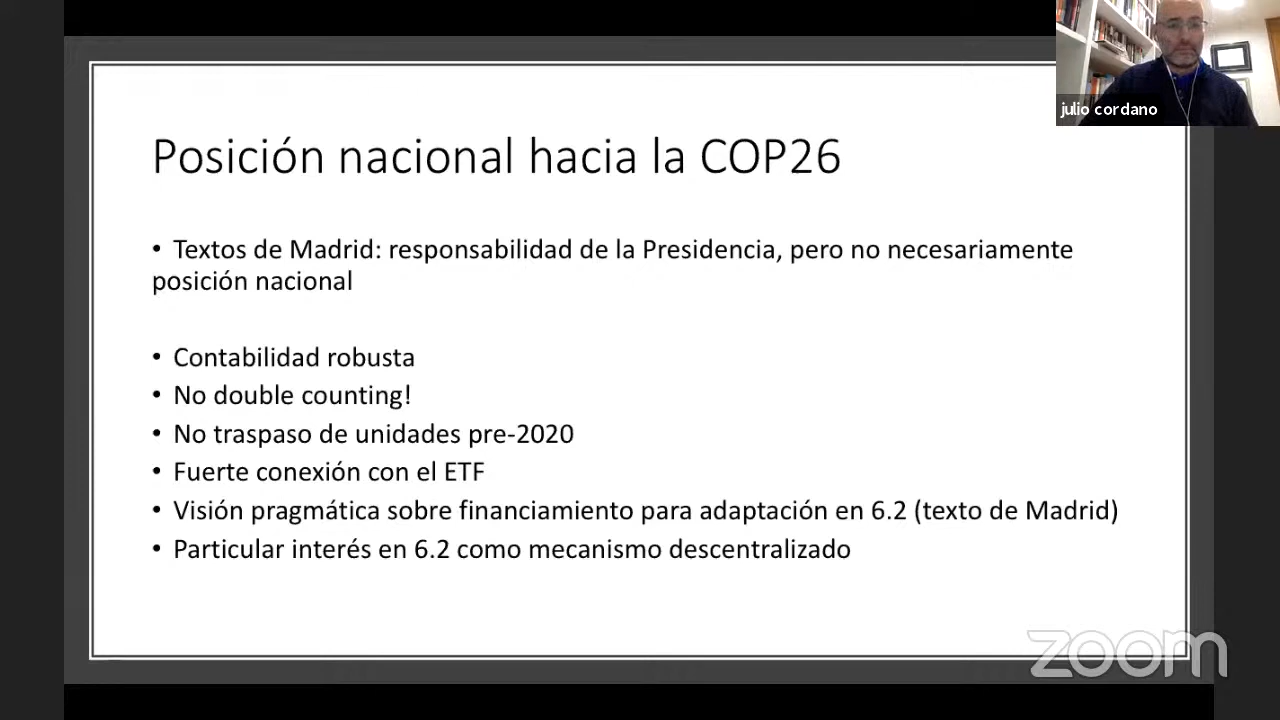 julio cordano
Posición nacional hacia la COP26
• Textos de Madrid: responsabilidad de la Presidencia, pero no necesariamente
posición nacional
• Contabilidad robusta
• No double counting!
• No traspaso de unidades pre-2020
• Fuerte conexión con el ETF
• Visión pragmática sobre financiamiento para adaptación en 6.2 (texto de Madrid)
• Particular interés en 6.2 como mecanismo descentralizado
zoom